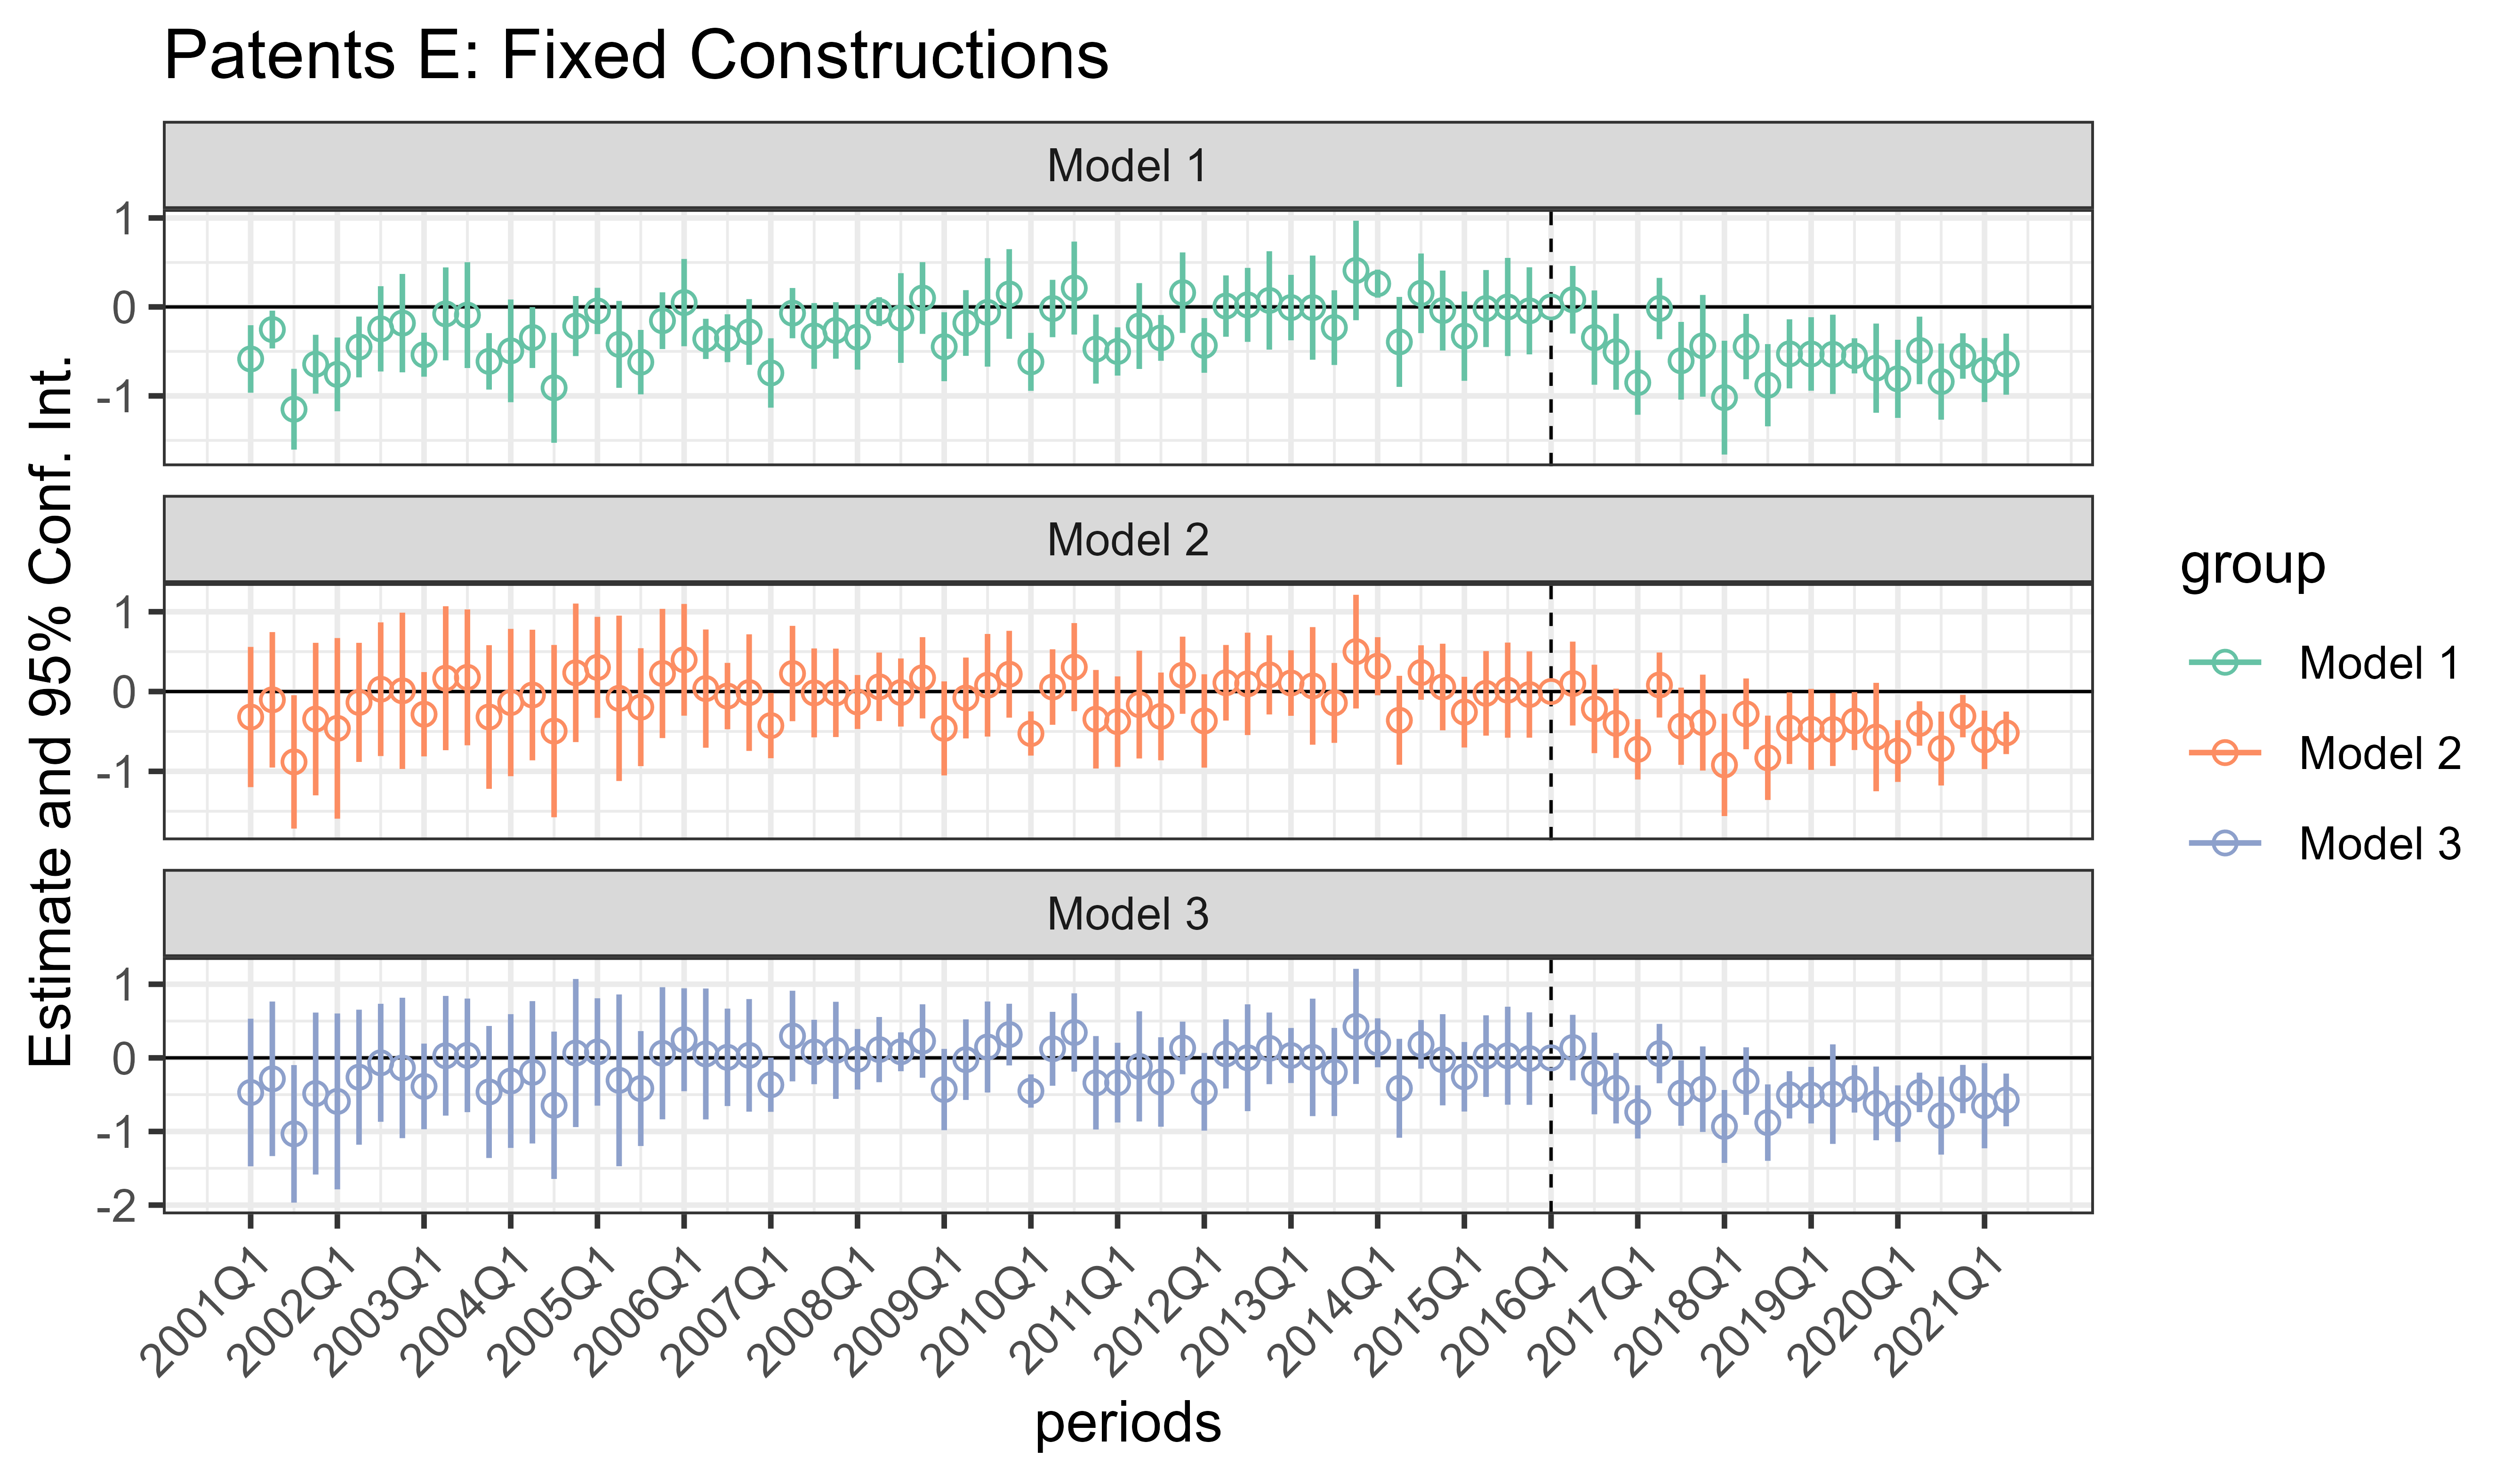 Patents E: Fixed Constructions
Estimate and 95% Conf. Int.
Model 1
1
0
-1
Model 2
1
0
-1
Model 3
1
0
-1
-2
2001Q1
2002Q1
2003Q1
2004Q1
2005Q1
2006Q1
2007Q1
2008Q1
2009Q1
2010Q1
2011Q1
2012Q1
2013Q1
2014Q1
2015Q1
2016Q1
2017Q1
2018Q1
2019Q1
2020Q1
2021Q1
periods
group
Model 1
Model 2
Model 3